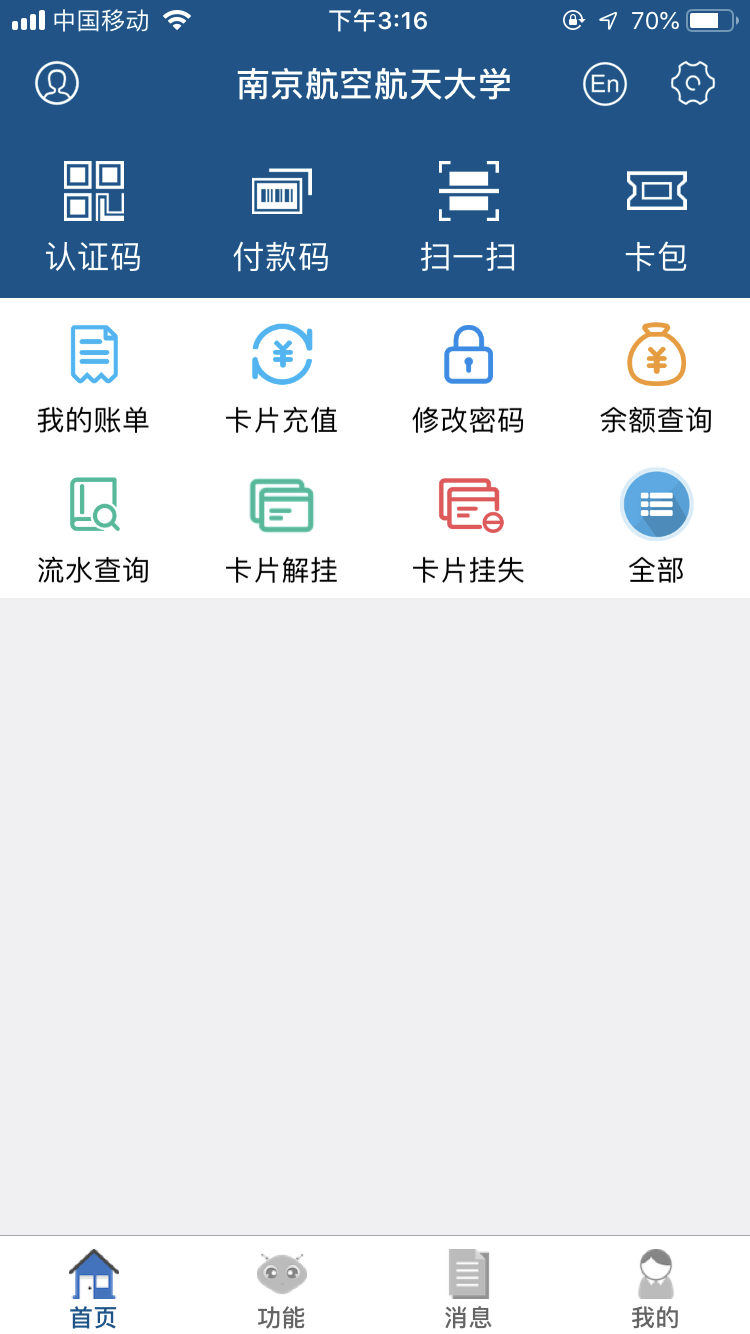 中国移动 下午3:16 70%
南京航空航天大学 En
认证码 付款码 扫一扫 卡包
我的账单 卡片充值 修改密码 余额查询
流水查询 卡片解挂 卡片挂失 全部
首页 功能 消息 我的